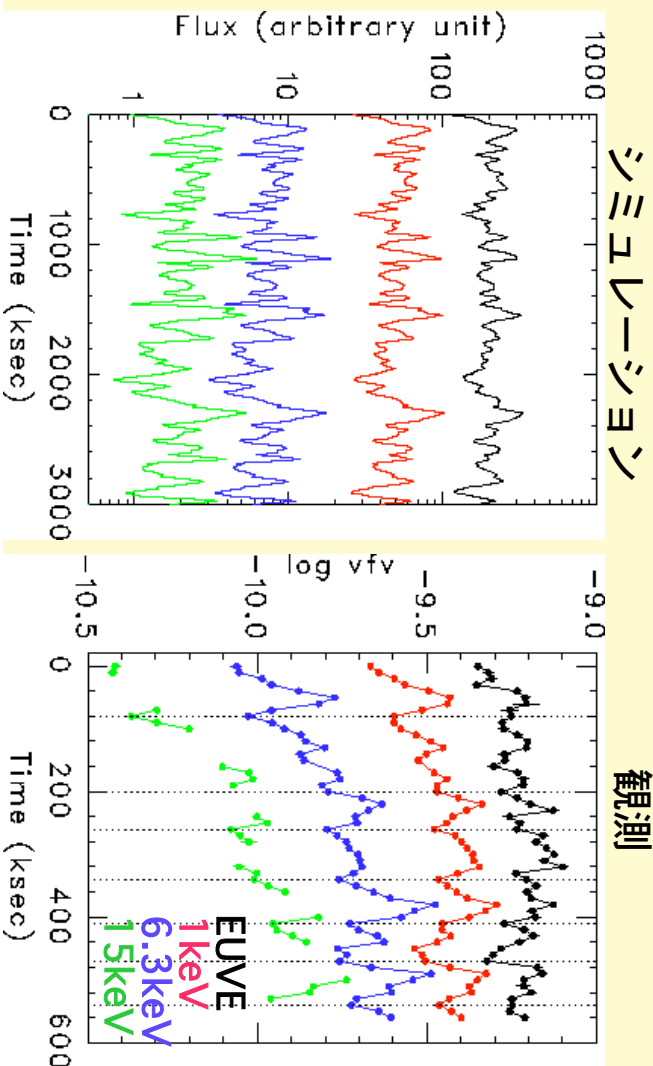 シミュレーション
Flux (arbitrary unit)
1000
100
10
1
0
1000
2000
3000
Time (ksec)
観測
log νfν
-9.0
-9.5
-10.0
-10.5
0
200
400
600
Time (ksec)
EUVE
1keV
6.3keV
15keV